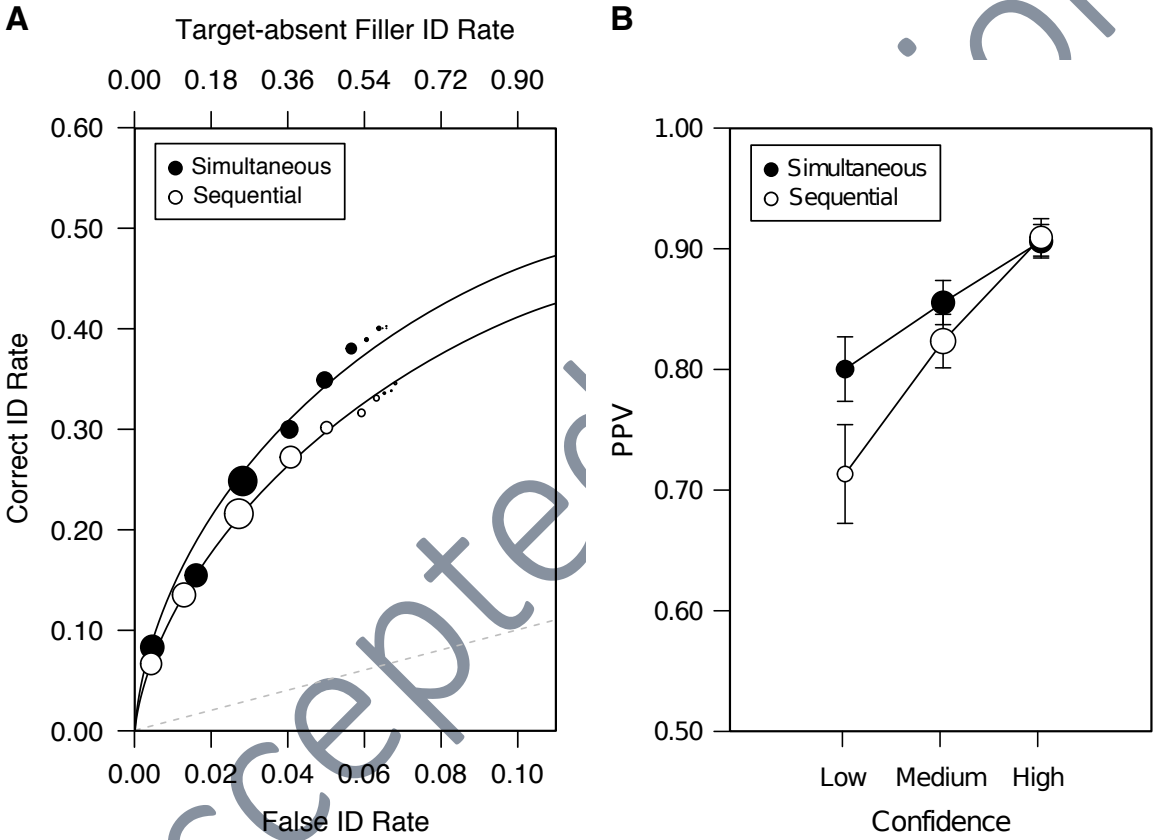 A
Target-absent Filler ID Rate
0.00 0.18 0.36 0.54 0.72 0.90
0.60
0.50
0.40
0.30
0.20
0.10
0.00
Simultaneous
Sequential
Correct ID Rate
0.00 0.02 0.04 0.06 0.08 0.10
False ID Rate
B
1.00
0.90
0.80
0.70
0.60
0.50
Simultaneous
Sequential
PPV
Low Medium High
Confidence